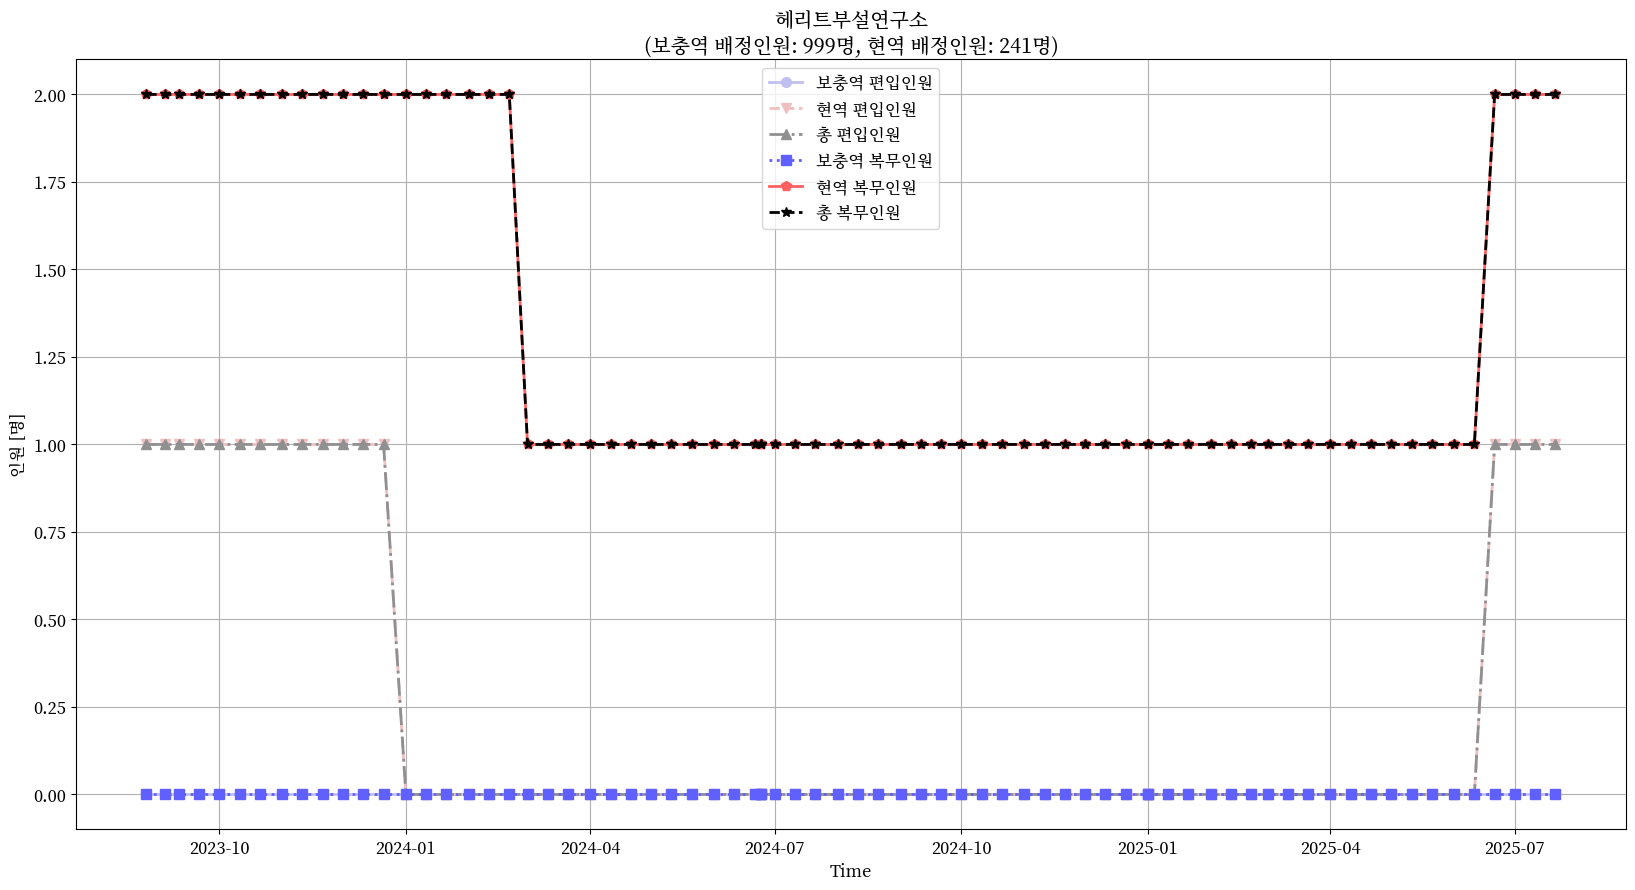 헤리트부설연구소
(보충역 배정인원: 999명, 현역 배정인원: 241명)
보충역 편입인원
현역 편입인원
총 편입인원
보충역 복무인원
현역 복무인원
총 복무인원
2.00
1.75
1.50
1.25
1.00
0.75
0.50
0.25
0.00
인원 [명]
2023-10
2024-01
2024-04
2024-07
2024-10
2025-01
2025-04
2025-07
Time